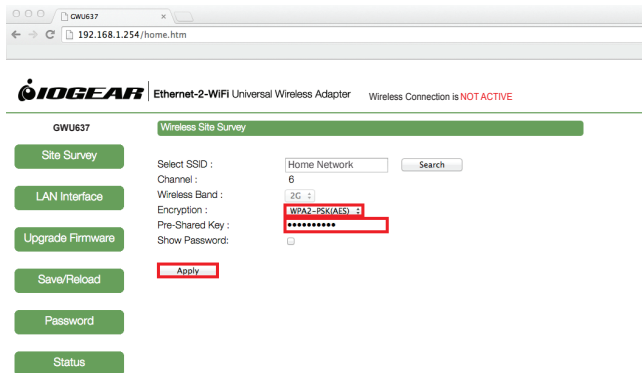 GWU637
192.168.1.254/home.htm
IOGEAR Ethernet-2-WiFi Universal Wireless Adapter Wireless Connection is NOT ACTIVE
GWU637
Wireless Site Survey
Site Survey
LAN Interface
Upgrade Firmware
Save/Reload
Password
Status
Select SSID : Home Network Search
Channel : 6
Wireless Band : 2G
Encryption : WPA2-PSK(AES)
Pre-Shared Key : ••••••••••
Show Password:
Apply